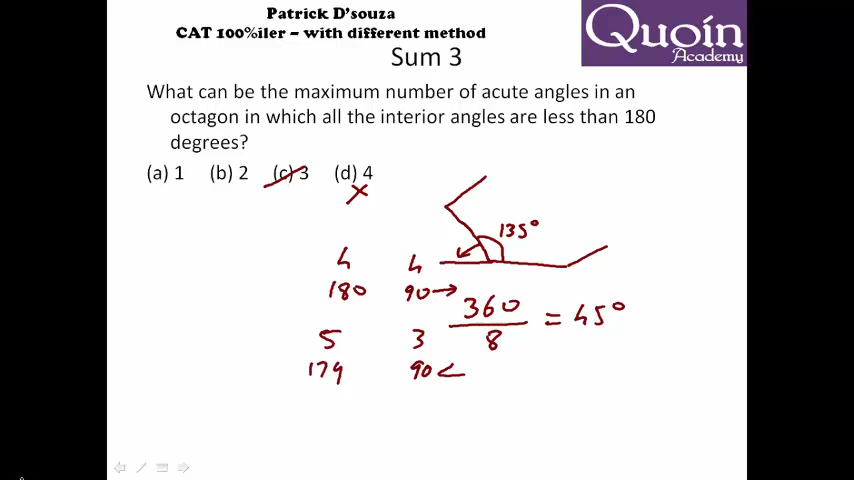 Patrick D'souza
CAT 100%iler – with different method
Quoin
Academy
Sum 3
What can be the maximum number of acute angles in an
octagon in which all the interior angles are less than 180
degrees?
(a) 1 (b) 2 (c) 3 (d) 4
135°
4 4
180 90 →
360
8
= 45°
5 3
179 90 <